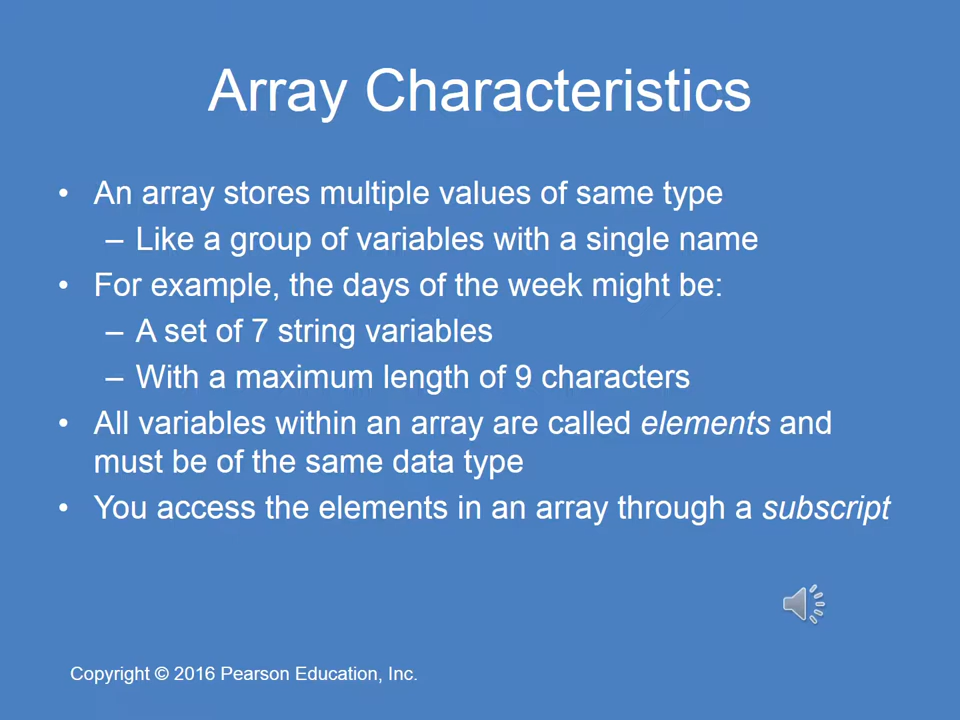 Array Characteristics
• An array stores multiple values of same type
– Like a group of variables with a single name
• For example, the days of the week might be:
– A set of 7 string variables
– With a maximum length of 9 characters
• All variables within an array are called elements and
must be of the same data type
• You access the elements in an array through a subscript
Copyright © 2016 Pearson Education, Inc.